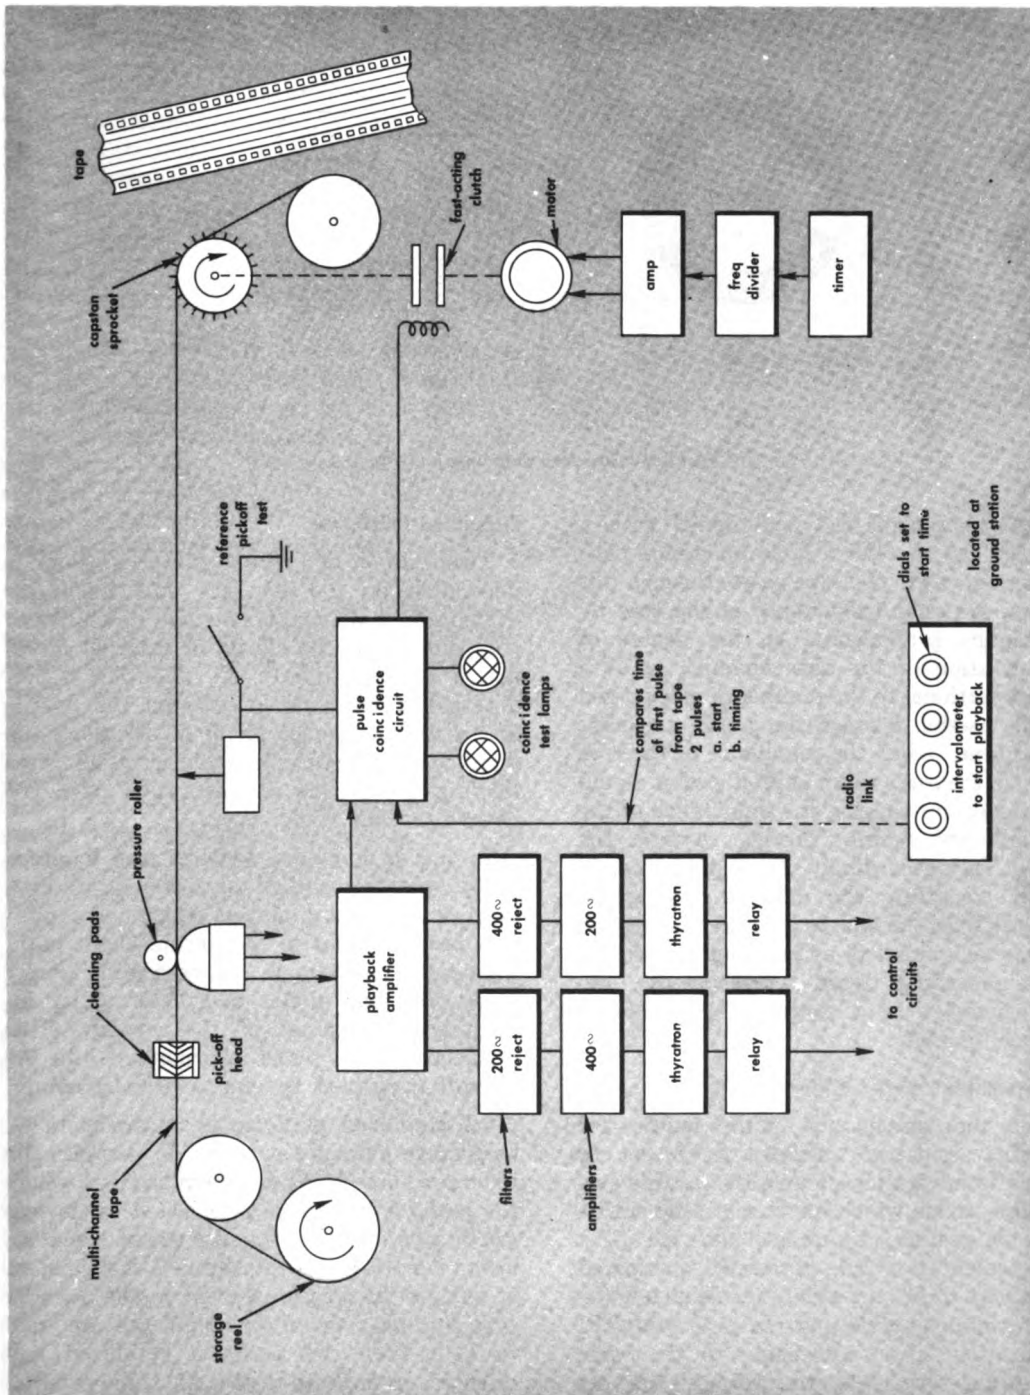 tape
capstan
sprocket
fast-acting
clutch
motor
amp
freq
divider
timer
reference
pickoff
test
pressure roller
cleaning pads
pick-off
head
multi-channel
tape
storage
reel
pulse
coincidence
circuit
coincidence
test lamps
playback
amplifier
compares time
of first pulse
from tape
2 pulses
a. start
b. timing
radio
link
dials set to
start time
located at
ground station
intervalometer
to start playback
filters
200~
reject
400~
reject
amplifiers
400~
200~
thyratron
thyratron
relay
relay
to control
circuits